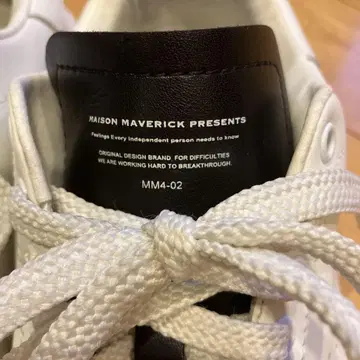 MAISON MAVERICK PRESENTS
Feelings Every independent person needs to know
ORIGINAL DESIGN BRAND FOR DIFFICULTIES
WE ARE WORKING HARD TO BREAKTHROUGH.
MM4-02